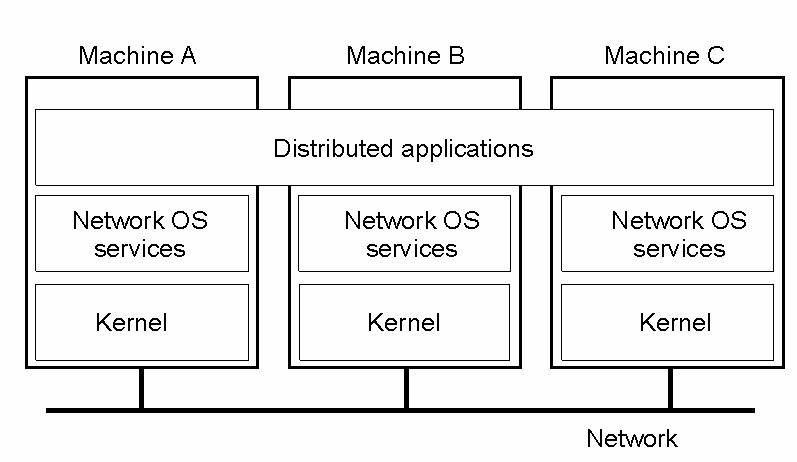 Machine A
Machine B
Machine C
Distributed applications
Network OS
services
Network OS
services
Network OS
services
Kernel
Kernel
Kernel
Network